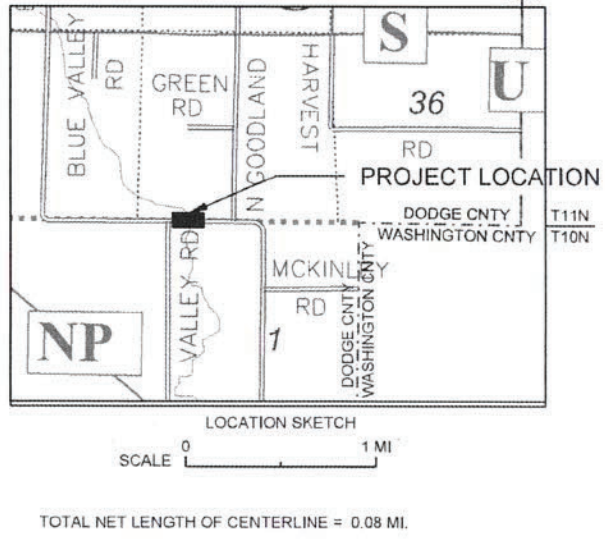 S
U
BLUE VALLEY
RD
GREEN
RD
N GOODLAND
HARVEST
36
RD
PROJECT LOCATION
DODGE CNTY
T11N
WASHINGTON CNTY
T10N
VALLEY RD
MCKINLEY
RD
DODGE CNTY
WASHINGTON CNTY
NP
1
LOCATION SKETCH
SCALE
0
1 MI
TOTAL NET LENGTH OF CENTERLINE = 0.08 MI.